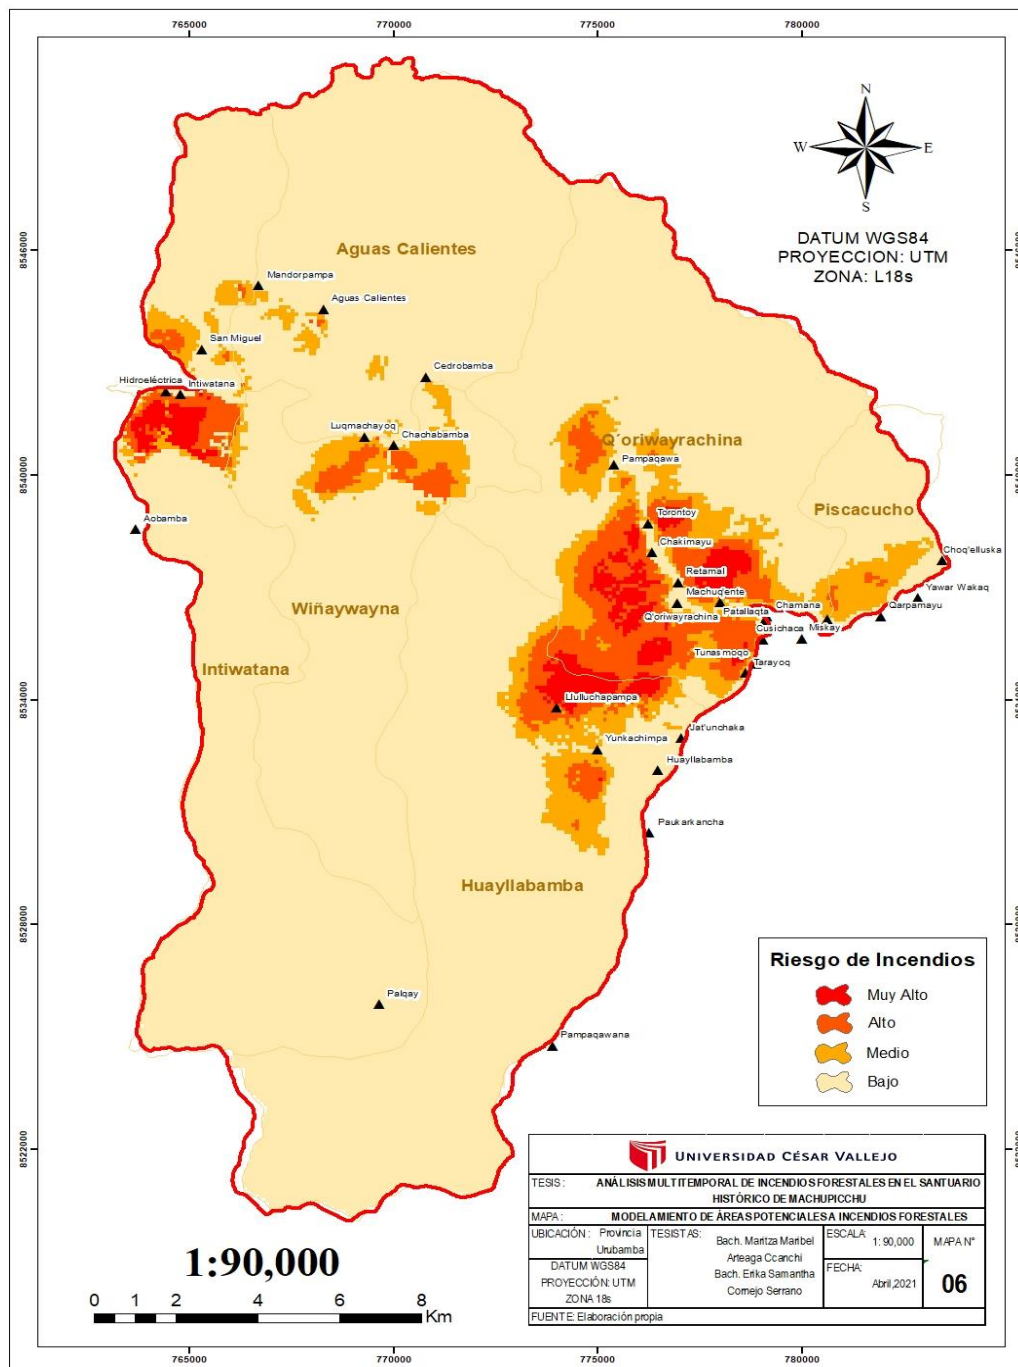 765000
770000
775000
780000
N
W
E
S
DATUM WGS84
PROYECCION: UTM
ZONA: L18s
8546000
8546000
Aguas Calientes
Mandorpampa
Aguas Calientes
San Miguel
Cedrobamba
Hidroeléctrica
Intiwatana
Luqmachayoq
Chachabamba
Q'oriwayrachina
Pampaqawa
8540000
8540000
Piscacucho
Torontoy
Aobamba
Chakimayu
Choq'elluska
Retamal
Machuq'ente
Yawar Wakaq
Wiñaywayna
Q'oriwayrachina
Patallaqta
Chamana
Qarpamayu
Cusichaca
Miskay
Tunasmoqo
Tarayoq
Intiwatana
8534000
8534000
Llulluchapampa
Jat'unchaka
Yunkachimpa
Huayllabamba
Paukarkancha
Huayllabamba
8528000
8528000
Riesgo de Incendios
Muy Alto
Alto
Medio
Bajo
Palqay
Pampaqawana
8522000
8522000
UNIVERSIDAD CÉSAR VALLEJO
TESIS: ANÁLISIS MULTITEMPORAL DE INCENDIOS FORESTALES EN EL SANTUARIO
HISTÓRICO DE MACHUPICCHU
MAPA: MODELAMIENTO DE ÁREAS POTENCIALES A INCENDIOS FORESTALES
UBICACIÓN: Provincia
Urubamba
DATUM WGS84
PROYECCIÓN: UTM
ZONA 18s
TESISTAS:
Bach. Maritza Maribel
Arteaga Ccanchi
Bach. Erika Samantha
Cornejo Serrano
ESCALA: 1: 90,000
FECHA:
Abril,2021
MAPA N°
06
FUENTE: Elaboración propia
1:90,000
0 1 2 4 6 8
Km
765000
770000
775000
780000